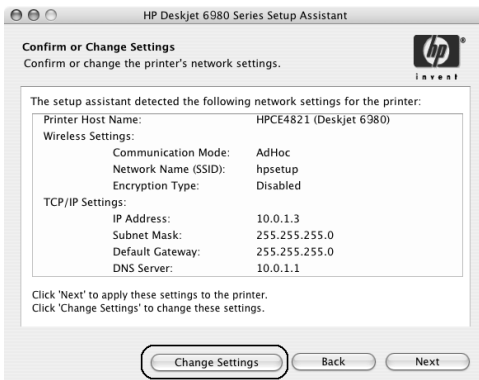 HP Deskjet 6980 Series Setup Assistant
Confirm or Change Settings
Confirm or change the printer's network settings.
hp
®
invent
The setup assistant detected the following network settings for the printer:
Printer Host Name: HPCE4821 (Deskjet 6980)
Wireless Settings:
Communication Mode: AdHoc
Network Name (SSID): hpsetup
Encryption Type: Disabled
TCP/IP Settings:
IP Address: 10.0.1.3
Subnet Mask: 255.255.255.0
Default Gateway: 255.255.255.0
DNS Server: 10.0.1.1
Click 'Next' to apply these settings to the printer.
Click 'Change Settings' to change these settings.
Change Settings Back Next